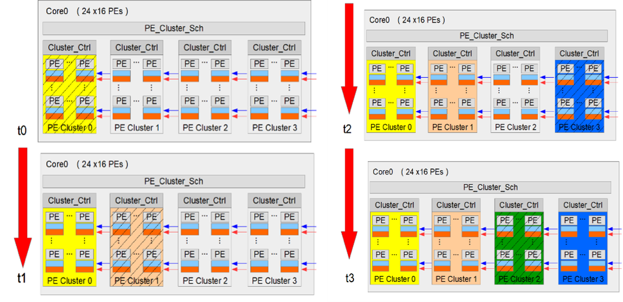 Core0 ( 24 x16 PEs)
PE_Cluster_Sch
Cluster_Ctrl Cluster_Ctrl Cluster_Ctrl Cluster_Ctrl
PE ... PE PE ... PE PE ... PE PE ... PE
PE ... PE PE ... PE PE ... PE PE ... PE
PE Cluster 0 PE Cluster 1 PE Cluster 2 PE Cluster 3
t0
Core0 ( 24 x16 PEs)
PE_Cluster_Sch
Cluster_Ctrl Cluster_Ctrl Cluster_Ctrl Cluster_Ctrl
PE ... PE PE ... PE PE ... PE PE ... PE
PE ... PE PE ... PE PE ... PE PE ... PE
PE Cluster 0 PE Cluster 1 PE Cluster 2 PE Cluster 3
t1
Core0 ( 24 x16 PEs)
PE_Cluster_Sch
Cluster_Ctrl Cluster_Ctrl Cluster_Ctrl Cluster_Ctrl
PE ... PE PE ... PE PE ... PE PE ... PE
PE ... PE PE ... PE PE ... PE PE ... PE
PE Cluster 0 PE Cluster 1 PE Cluster 2 PE Cluster 3
t2
Core0 ( 24 x16 PEs)
PE_Cluster_Sch
Cluster_Ctrl Cluster_Ctrl Cluster_Ctrl Cluster_Ctrl
PE ... PE PE ... PE PE ... PE PE ... PE
PE ... PE PE ... PE PE ... PE PE ... PE
PE Cluster 0 PE Cluster 1 PE Cluster 2 PE Cluster 3
t3